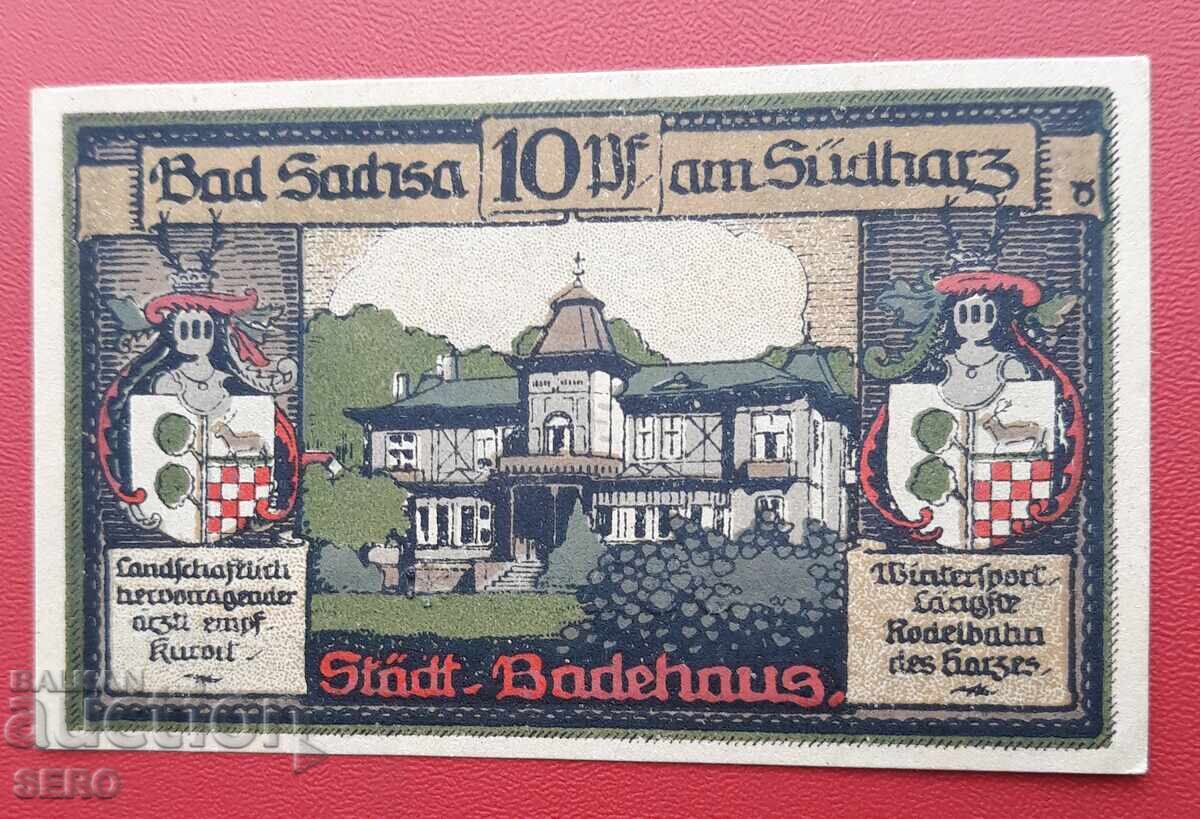 Bad Sachsa 10 Pf. am Südharz
Landschaftlich
hervorragender
ärztl. empf.
Kurort
Wintersport
Längste
Rodelbahn
des Harzes
Städt. Badehaus.
BALKAN
auction
SERO